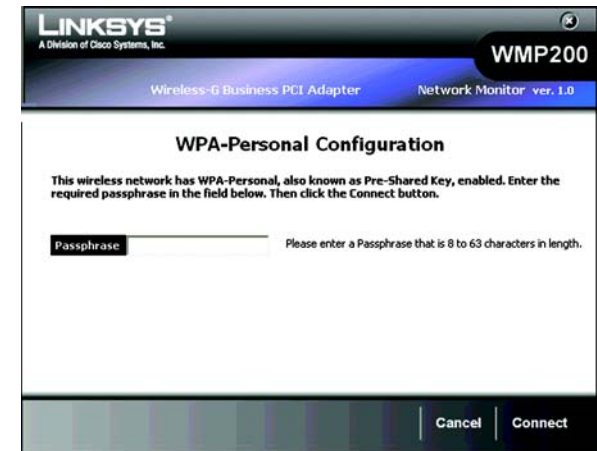 LINKSYS®
A Division of Cisco Systems, Inc.
WMP200
Wireless-G Business PCI Adapter Network Monitor ver. 1.0
WPA-Personal Configuration
This wireless network has WPA-Personal, also known as Pre-Shared Key, enabled. Enter the
required passphrase in the field below. Then click the Connect button.
Passphrase Please enter a Passphrase that is 8 to 63 characters in length.
Cancel Connect